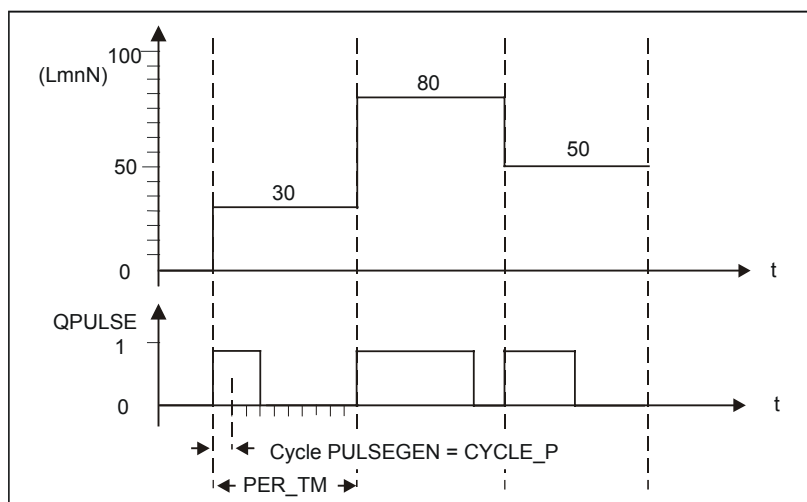 100
(LmnN)
80
50
50
30
0
t
QPULSE
1
0
t
Cycle PULSEGEN = CYCLE_P
PER_TM